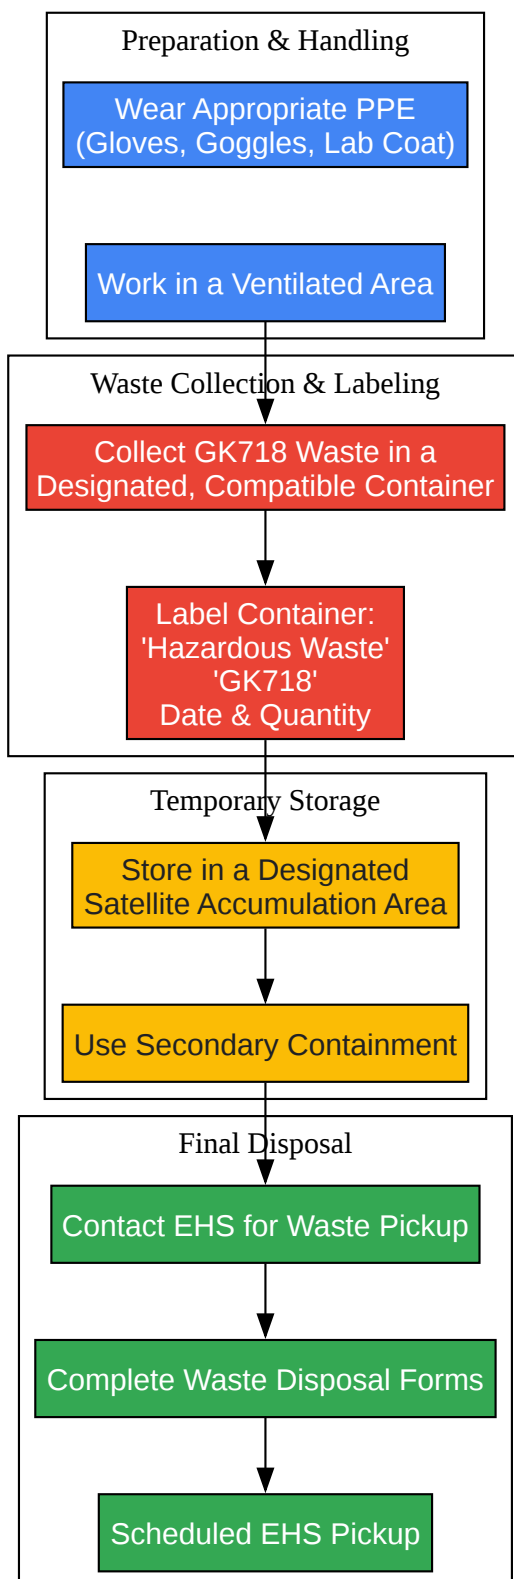 Preparation & Handling
Wear Appropriate PPE
(Gloves, Goggles, Lab Coat)
Work in a Ventilated Area
Waste Collection & Labeling
Collect GK718 Waste in a
Designated, Compatible Container
Label Container:
'Hazardous Waste'
'GK718'
Date & Quantity
Temporary Storage
Store in a Designated
Satellite Accumulation Area
Use Secondary Containment
Final Disposal
Contact EHS for Waste Pickup
Complete Waste Disposal Forms
Scheduled EHS Pickup